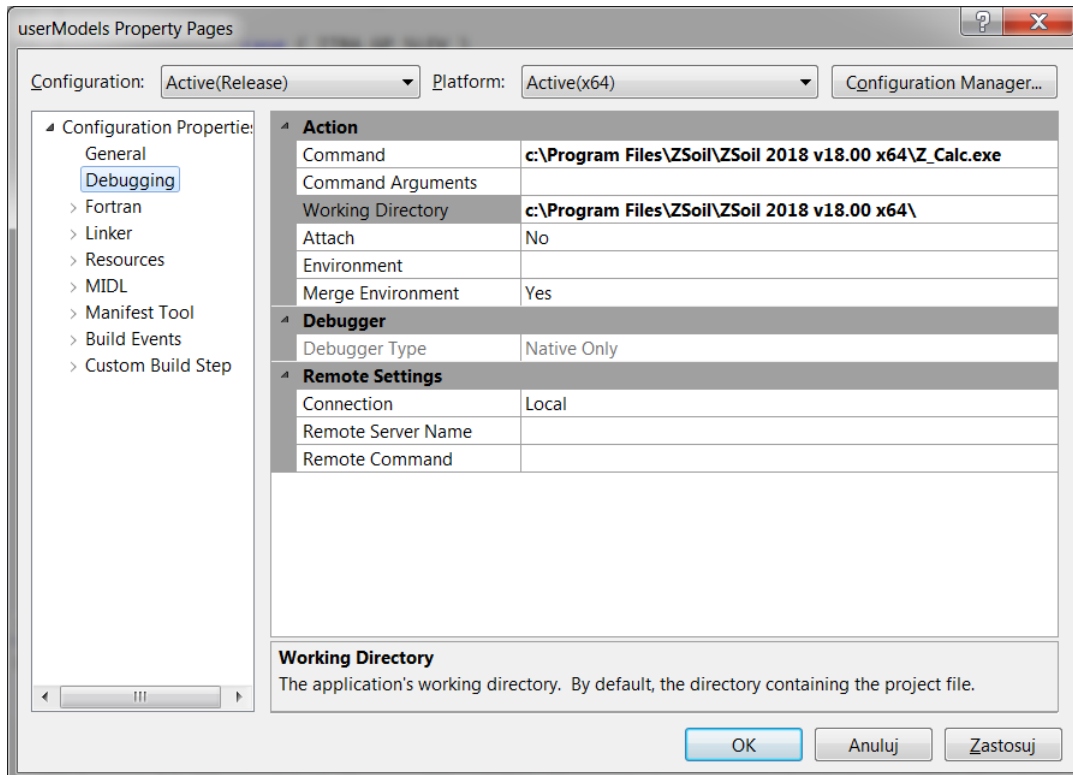 userModels Property Pages
Configuration: Active(Release) Platform: Active(x64) Configuration Manager...
Configuration Propertie
General
Debugging
Fortran
Linker
Resources
MIDL
Manifest Tool
Build Events
Custom Build Step
Action
Command c:\Program Files\ZSoil\ZSoil 2018 v18.00 x64\Z_Calc.exe
Command Arguments
Working Directory c:\Program Files\ZSoil\ZSoil 2018 v18.00 x64\
Attach No
Environment
Merge Environment Yes
Debugger
Debugger Type Native Only
Remote Settings
Connection Local
Remote Server Name
Remote Command
Working Directory
The application's working directory. By default, the directory containing the project file.
OK Anuluj Zastosuj